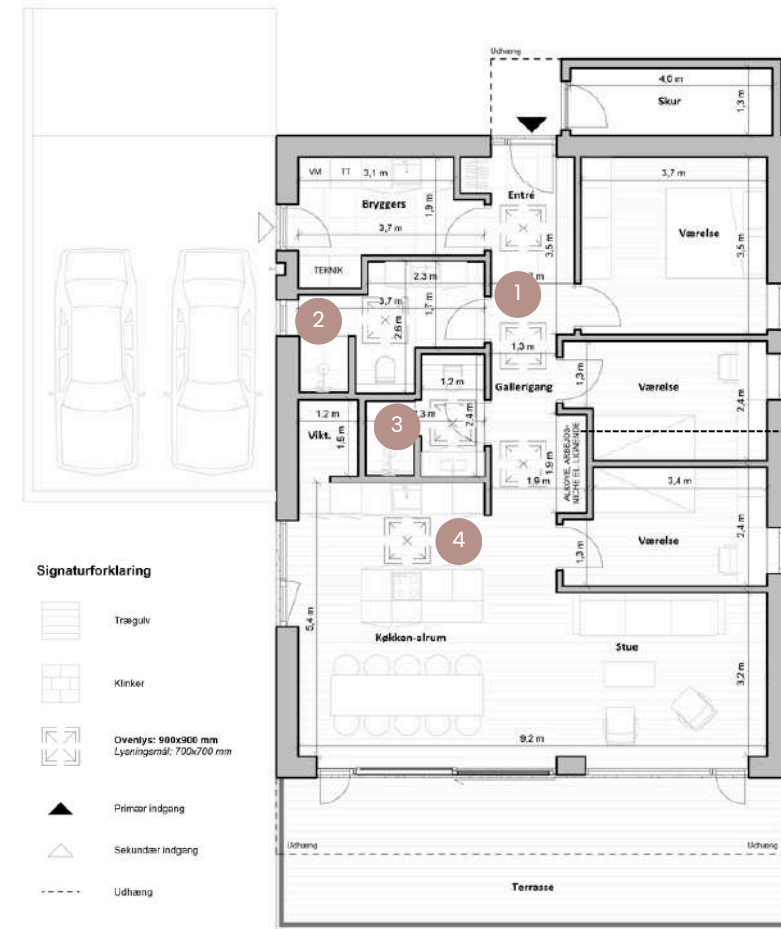 Udhæng
4,0 m
Skur
1,3 m
VM
TT
3,1 m
Bryggers
1,9 m
3,7 m
Entré
3,5 m
3,7 m
Værelse
3,5 m
TEKNIK
2,3 m
3,7 m
1,7 m
2,6 m
1
2
1,3 m
Gallerigang
1,3 m
Værelse
2,4 m
1,2 m
1,2 m
Vikt.
3
2,4 m
1,9 m
1,9 m
ALKOVE, ARBEJDS-
NICHE EL. LIGNENDE
3,4 m
Værelse
2,4 m
1,3 m
4
Signaturforklaring
Trægulv
Klinker
Ovenlys: 900x900 mm
Lysningsmål: 700x700 mm
Primær indgang
Sekundær indgang
Udhæng
5,4 m
Køkken-alrum
Stue
3,2 m
9,2 m
Udhæng
Udhæng
Terrasse